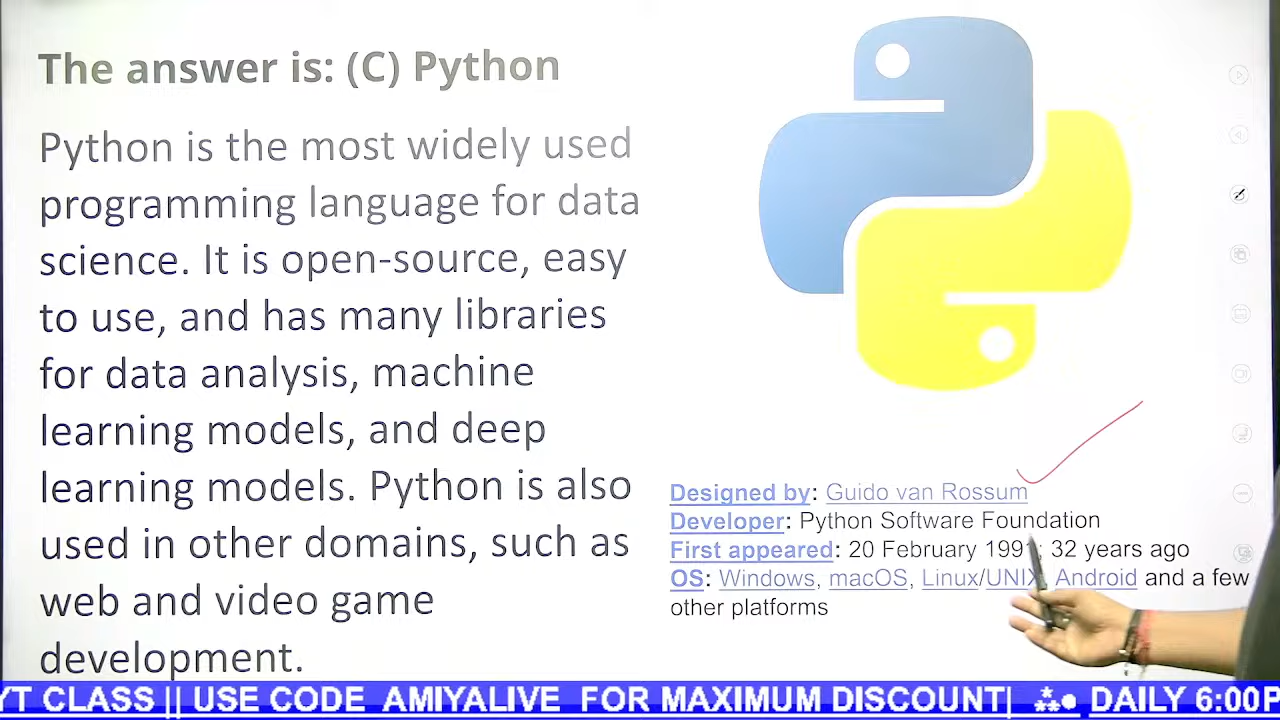 The answer is: (C) Python
Python is the most widely used
programming language for data
science. It is open-source, easy
to use, and has many libraries
for data analysis, machine
learning models, and deep
learning models. Python is also
used in other domains, such as
web and video game
development.
Designed by: Guido van Rossum
Developer: Python Software Foundation
First appeared: 20 February 1991; 32 years ago
OS: Windows, macOS, Linux/UNIX, Android and a few
other platforms
YT CLASS || USE CODE AMIYALIVE FOR MAXIMUM DISCOUNT| DAILY 6:00P